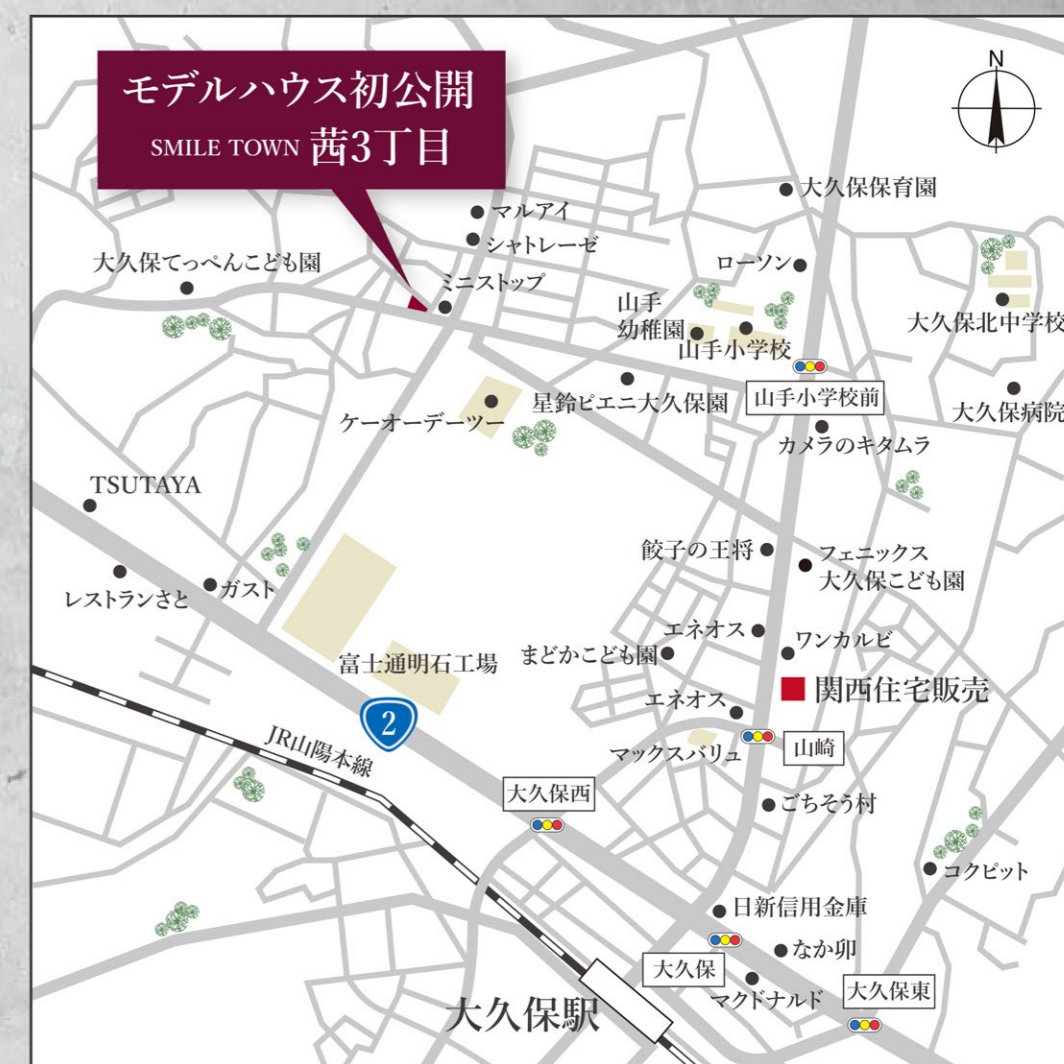 モデルハウス初公開
SMILE TOWN 茜3丁目
N
大久保保育園
マルアイ
シャトレーゼ
大久保てっぺんこども園
ローソン
ミニストップ
山手
幼稚園
山手小学校
大久保北中学校
山手小学校前
星鈴ピエニ大久保園
大久保病院
ケーオーデーツー
カメラのキタムラ
TSUTAYA
餃子の王将
フェニックス
大久保こども園
ガスト
レストランさと
エネオス
ワンカルビ
まどかこども園
富士通明石工場
関西住宅販売
エネオス
2
山崎
マックスバリュ
JR山陽本線
大久保西
ごちそう村
コクピット
日新信用金庫
なか卯
大久保
マクドナルド
大久保東
大久保駅